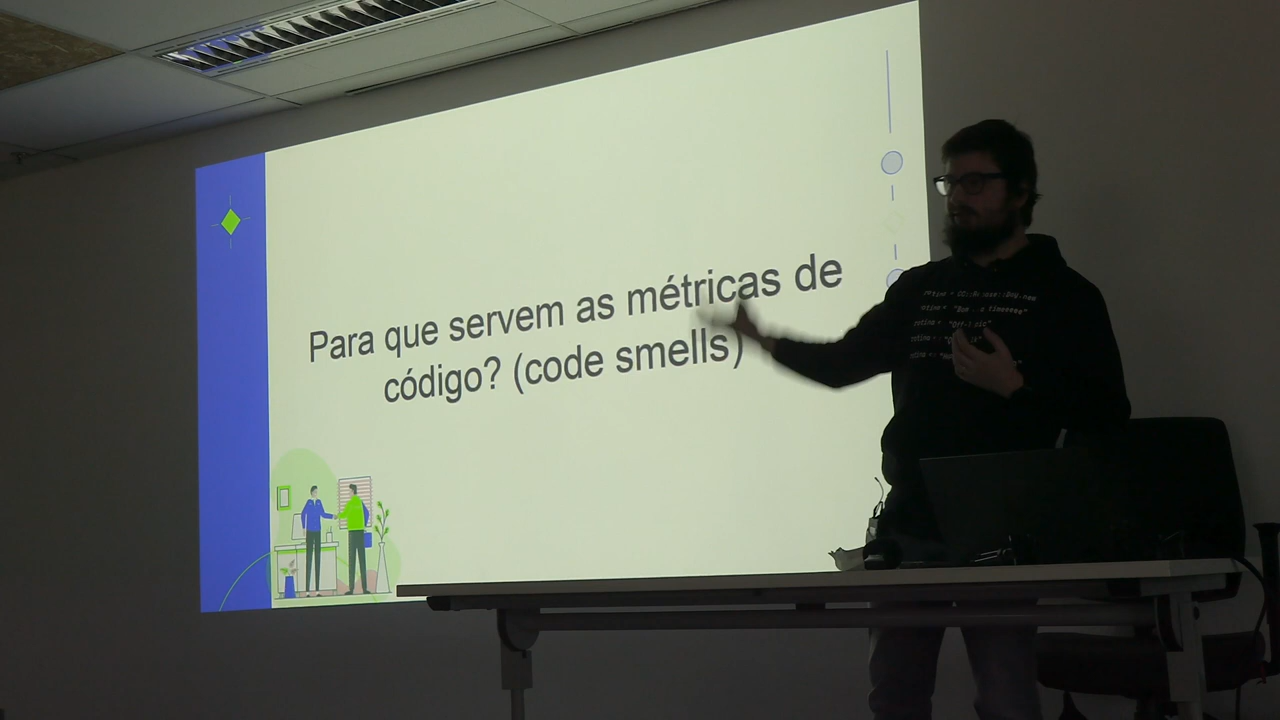 Para que servem as métricas de
código? (code smells)